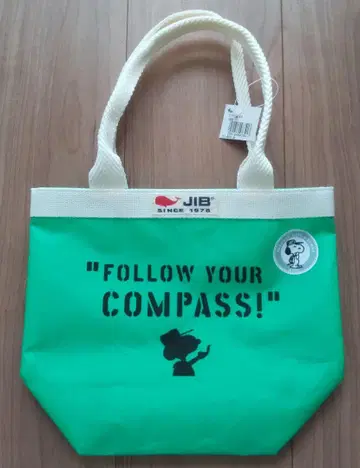 JIB®
SINCE 1978
"FOLLOW YOUR
COMPASS!"